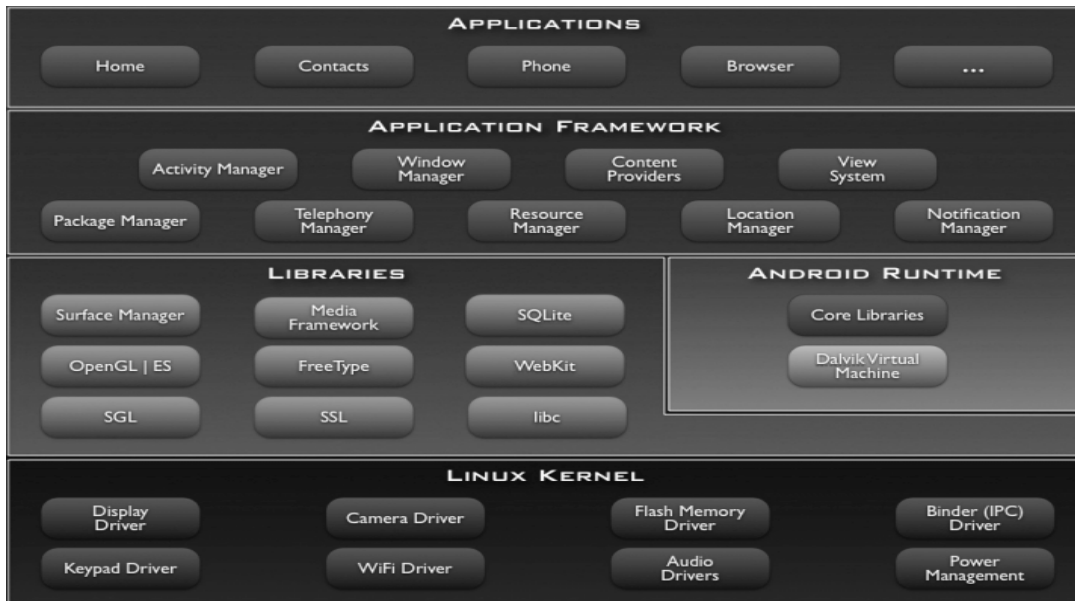 APPLICATIONS
Home
Contacts
Phone
Browser
...
APPLICATION FRAMEWORK
Activity Manager
Window
Manager
Content
Providers
View
System
Package Manager
Telephony
Manager
Resource
Manager
Location
Manager
Notification
Manager
LIBRARIES
Surface Manager
Media
Framework
SQLite
OpenGL | ES
FreeType
WebKit
SGL
SSL
libc
ANDROID RUNTIME
Core Libraries
Dalvik Virtual
Machine
LINUX KERNEL
Display
Driver
Camera Driver
Flash Memory
Driver
Binder (IPC)
Driver
Keypad Driver
WiFi Driver
Audio
Drivers
Power
Management